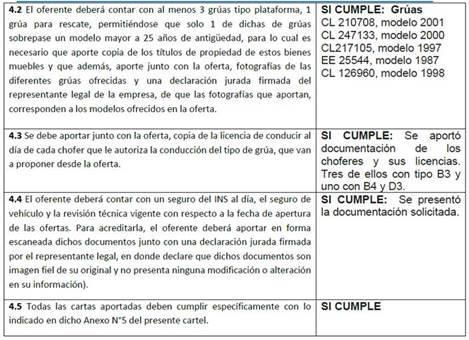 4.2 El oferente deberá contar con al menos 3 grúas tipo plataforma, 1
grúa para rescate, permitiéndose que solo 1 de dichas de grúas
sobrepase un modelo mayor a 25 años de antigüedad, para lo cual es
necesario que aporte copia de los títulos de propiedad de estos bienes
muebles y que además, aporte junto con la oferta, fotografías de las
diferentes grúas ofrecidas y una declaración jurada firmada del
representante legal de la empresa, de que las fotografías que aportan,
corresponden a los modelos ofrecidos en la oferta.
SI CUMPLE: Grúas
CL 210708, modelo 2001
CL 247133, modelo 2000
CL217105, modelo 1997
EE 25544, modelo 1987
CL 126960, modelo 1998
4.3 Se debe aportar junto con la oferta, copia de la licencia de conducir al
día de cada chofer que le autoriza la conducción del tipo de grúa, que van
a proponer desde la oferta.
SI CUMPLE: Se aportó
documentación de los
choferes y sus licencias.
Tres de ellos con tipo B3 y
uno con B4 y D3.
4.4 El oferente deberá contar con un seguro del INS al día, el seguro de
vehículo y la revisión técnica vigente con respecto a la fecha de apertura
de las ofertas. Para acreditarla, el oferente deberá aportar en forma
escaneada dichos documentos junto con una declaración jurada firmada
por el representante legal, en donde declare que dichos documentos son
imagen fiel de su original y no presenta ninguna modificación o alteración
en su información).
SI CUMPLE: Se presentó
la documentación solicitada.
4.5 Todas las cartas aportadas deben cumplir específicamente con lo
indicado en dicho Anexo N°5 del presente cartel.
SI CUMPLE